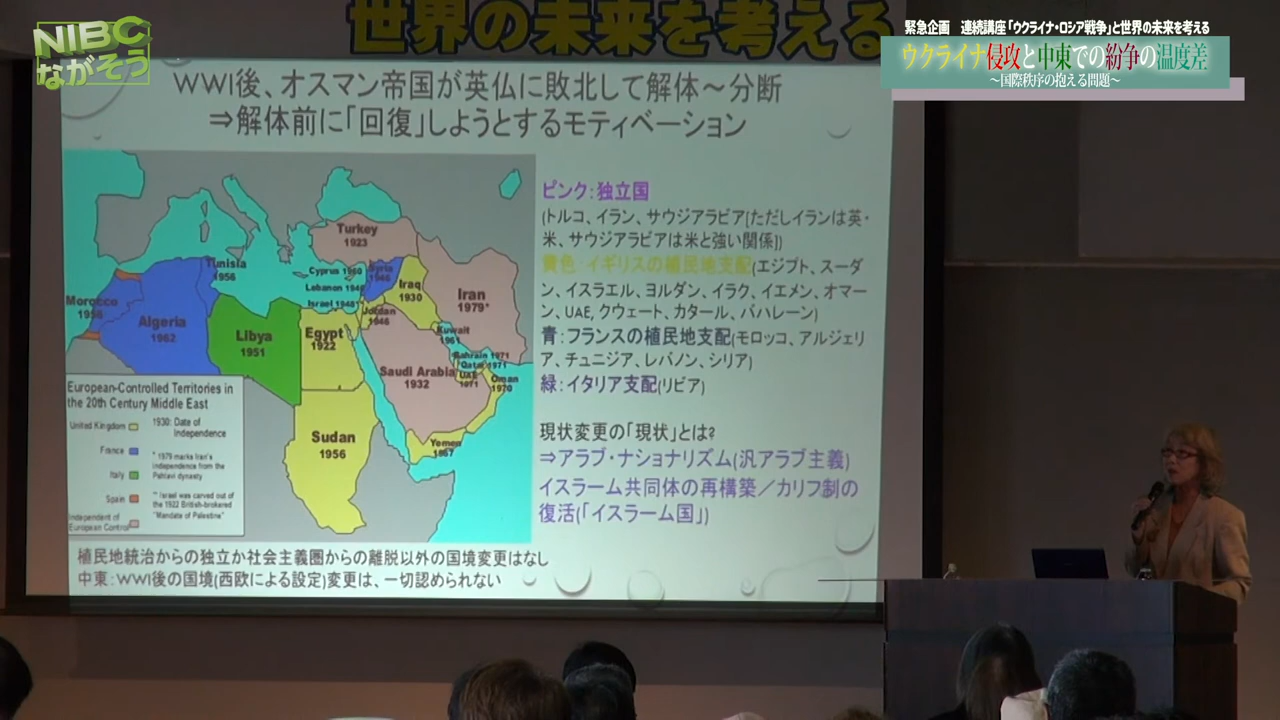 NIBC
ながそう
世界の未来を考える
緊急企画　連続講座「ウクライナ・ロシア戦争」と世界の未来を考える
ウクライナ侵攻と中東での紛争の温度差
～国際秩序の抱える問題～
WWI後、オスマン帝国が英仏に敗北して解体～分断
⇒解体前に「回復」しようとするモティベーション
Turkey
1923
Tunisia
1956
Cyprus 1960
Syria
1946
Lebanon 1946
Iraq
1930
Iran
1979*
Morocco
1956
Israel 1948**
Jordan
1946
Algeria
1962
Libya
1951
Egypt
1922
Kuwait
1961
Bahrain 1971
Qatar 1971
Saudi Arabia
1932
UAE
1971
Oman
1970
Sudan
1956
Yemen
1967
European-Controlled Territories in
the 20th Century Middle East
United Kingdom
France
Italy
Spain
Independent of
European Control
1930: Date of
Independence
* 1979 marks Iran's
independence from the
Pahlavi dynasty
** Israel was carved out of
the 1922 British-brokered
"Mandate of Palestine"
ピンク：独立国
(トルコ、イラン、サウジアラビア[ただしイランは英・
米、サウジアラビアは米と強い関係])
黄色：イギリスの植民地支配(エジプト、スーダ
ン、イスラエル、ヨルダン、イラク、イエメン、オマー
ン、UAE, クウェート、カタール、バハレーン)
青：フランスの植民地支配(モロッコ、アルジェリ
ア、チュニジア、レバノン、シリア)
緑：イタリア支配(リビア)
現状変更の「現状」とは？
⇒アラブ・ナショナリズム(汎アラブ主義)
イスラーム共同体の再構築／カリフ制の
復活(「イスラーム国」)
植民地統治からの独立か社会主義圏からの離脱以外の国境変更はなし
中東：WWI後の国境(西欧による設定)変更は、一切認められない